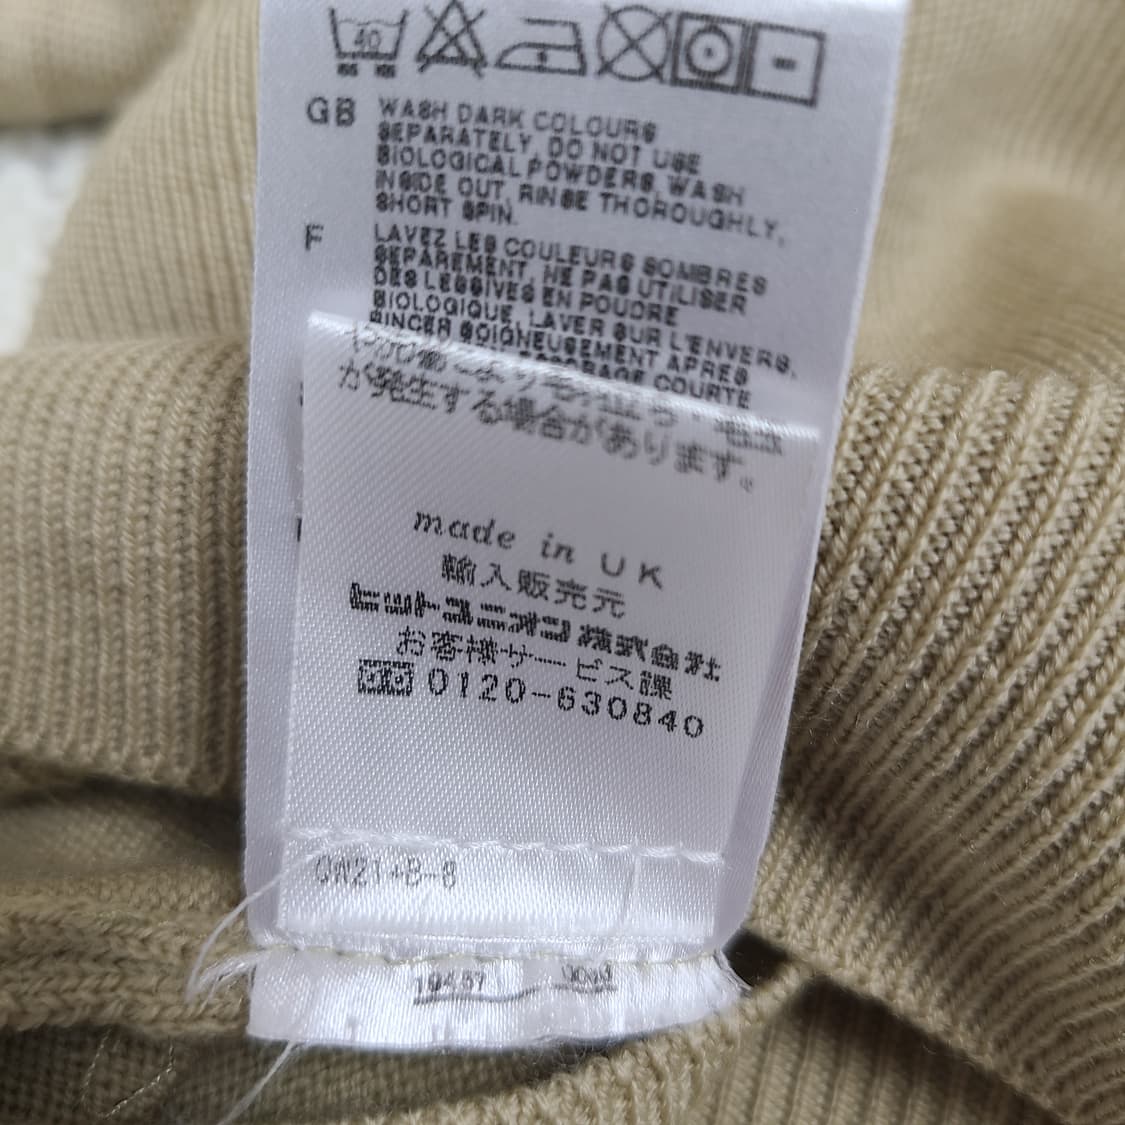 40
GB WASH DARK COLOURS
SEPARATELY, DO NOT USE
BIOLOGICAL POWDERS, WASH
INSIDE OUT, RINSE THOROUGHLY,
SHORT SPIN.
F LAVEZ LES COULEURS SOMBRES
SEPAREMENT, NE PAS UTILISER
DES LESSIVES EN POUDRE
BIOLOGIQUE, LAVER SUR L'ENVERS,
RINCER SOIGNEUSEMENT APRES
COURTE
が発生する場合があります。
made in UK
輸入販売元
ヒットユニオン株式会社
お客様サービス課
0120-630840